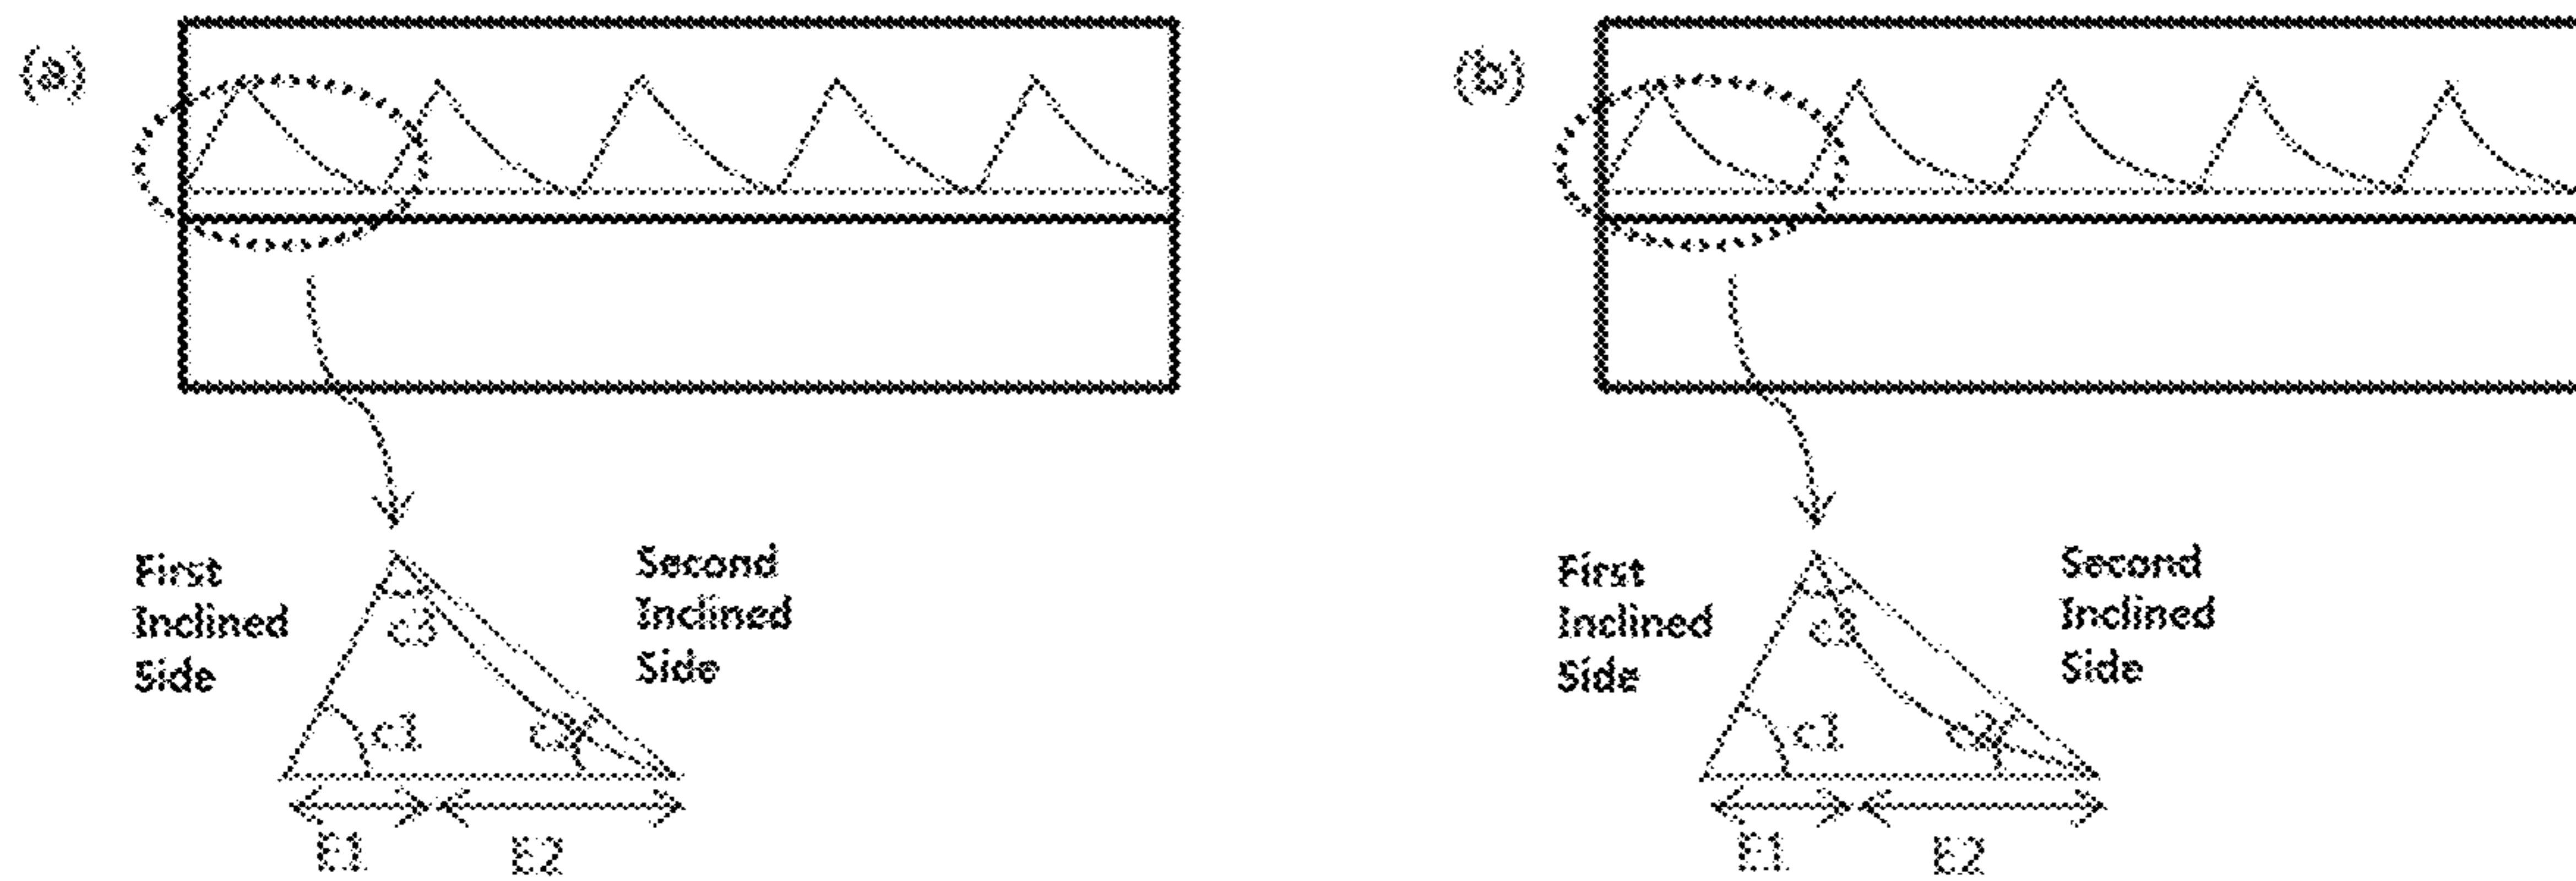 (a)
First
Inclined
Side
Second
Inclined
Side
c3
c1
c2
E1
E2
(b)
First
Inclined
Side
Second
Inclined
Side
c3
c1
c2
E1
E2